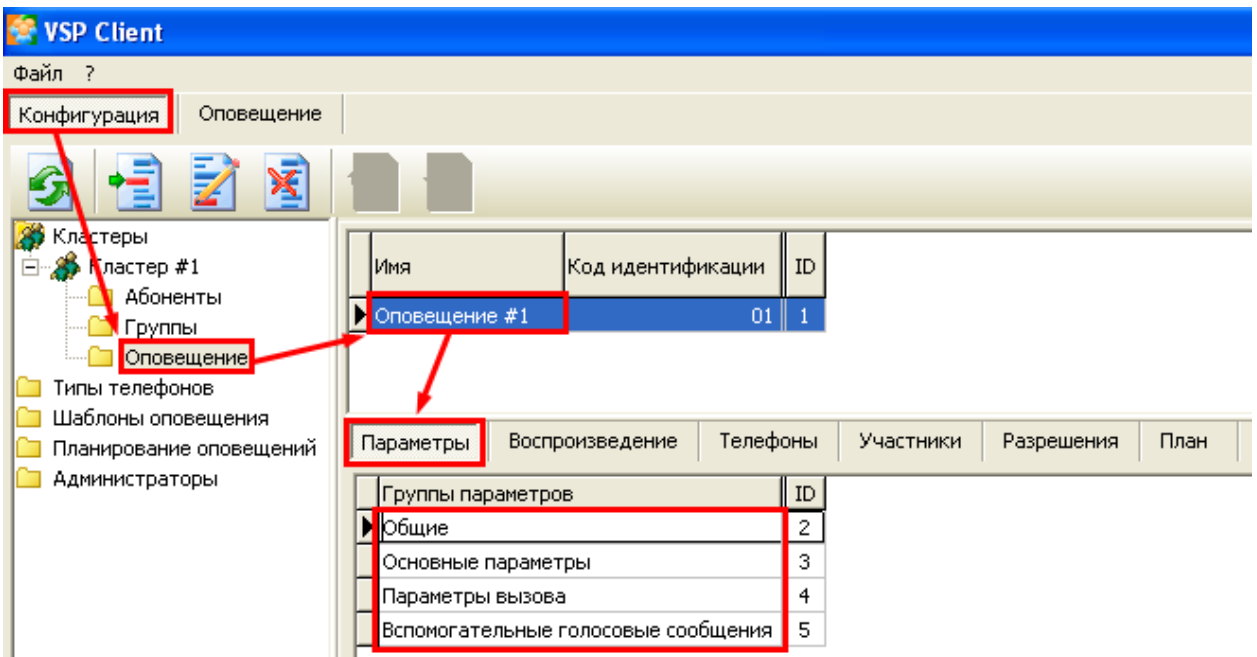 VSP Client
Файл ?
Конфигурация Оповещение
Кластеры
Кластер #1
Абоненты
Группы
Оповещение
Типы телефонов
Шаблоны оповещения
Планирование оповещений
Администраторы
Имя Код идентификации ID
Оповещение #1 01 1
Параметры Воспроизведение Телефоны Участники Разрешения План
Группы параметров ID
Общие 2
Основные параметры 3
Параметры вызова 4
Вспомогательные голосовые сообщения 5